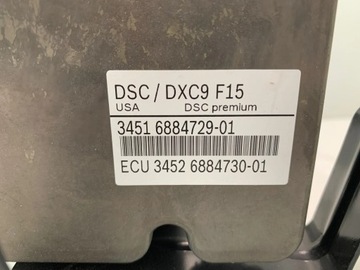 DSC / DXC9 F15
USA DSC premium
3451 6884729-01
ECU 3452 6884730-01